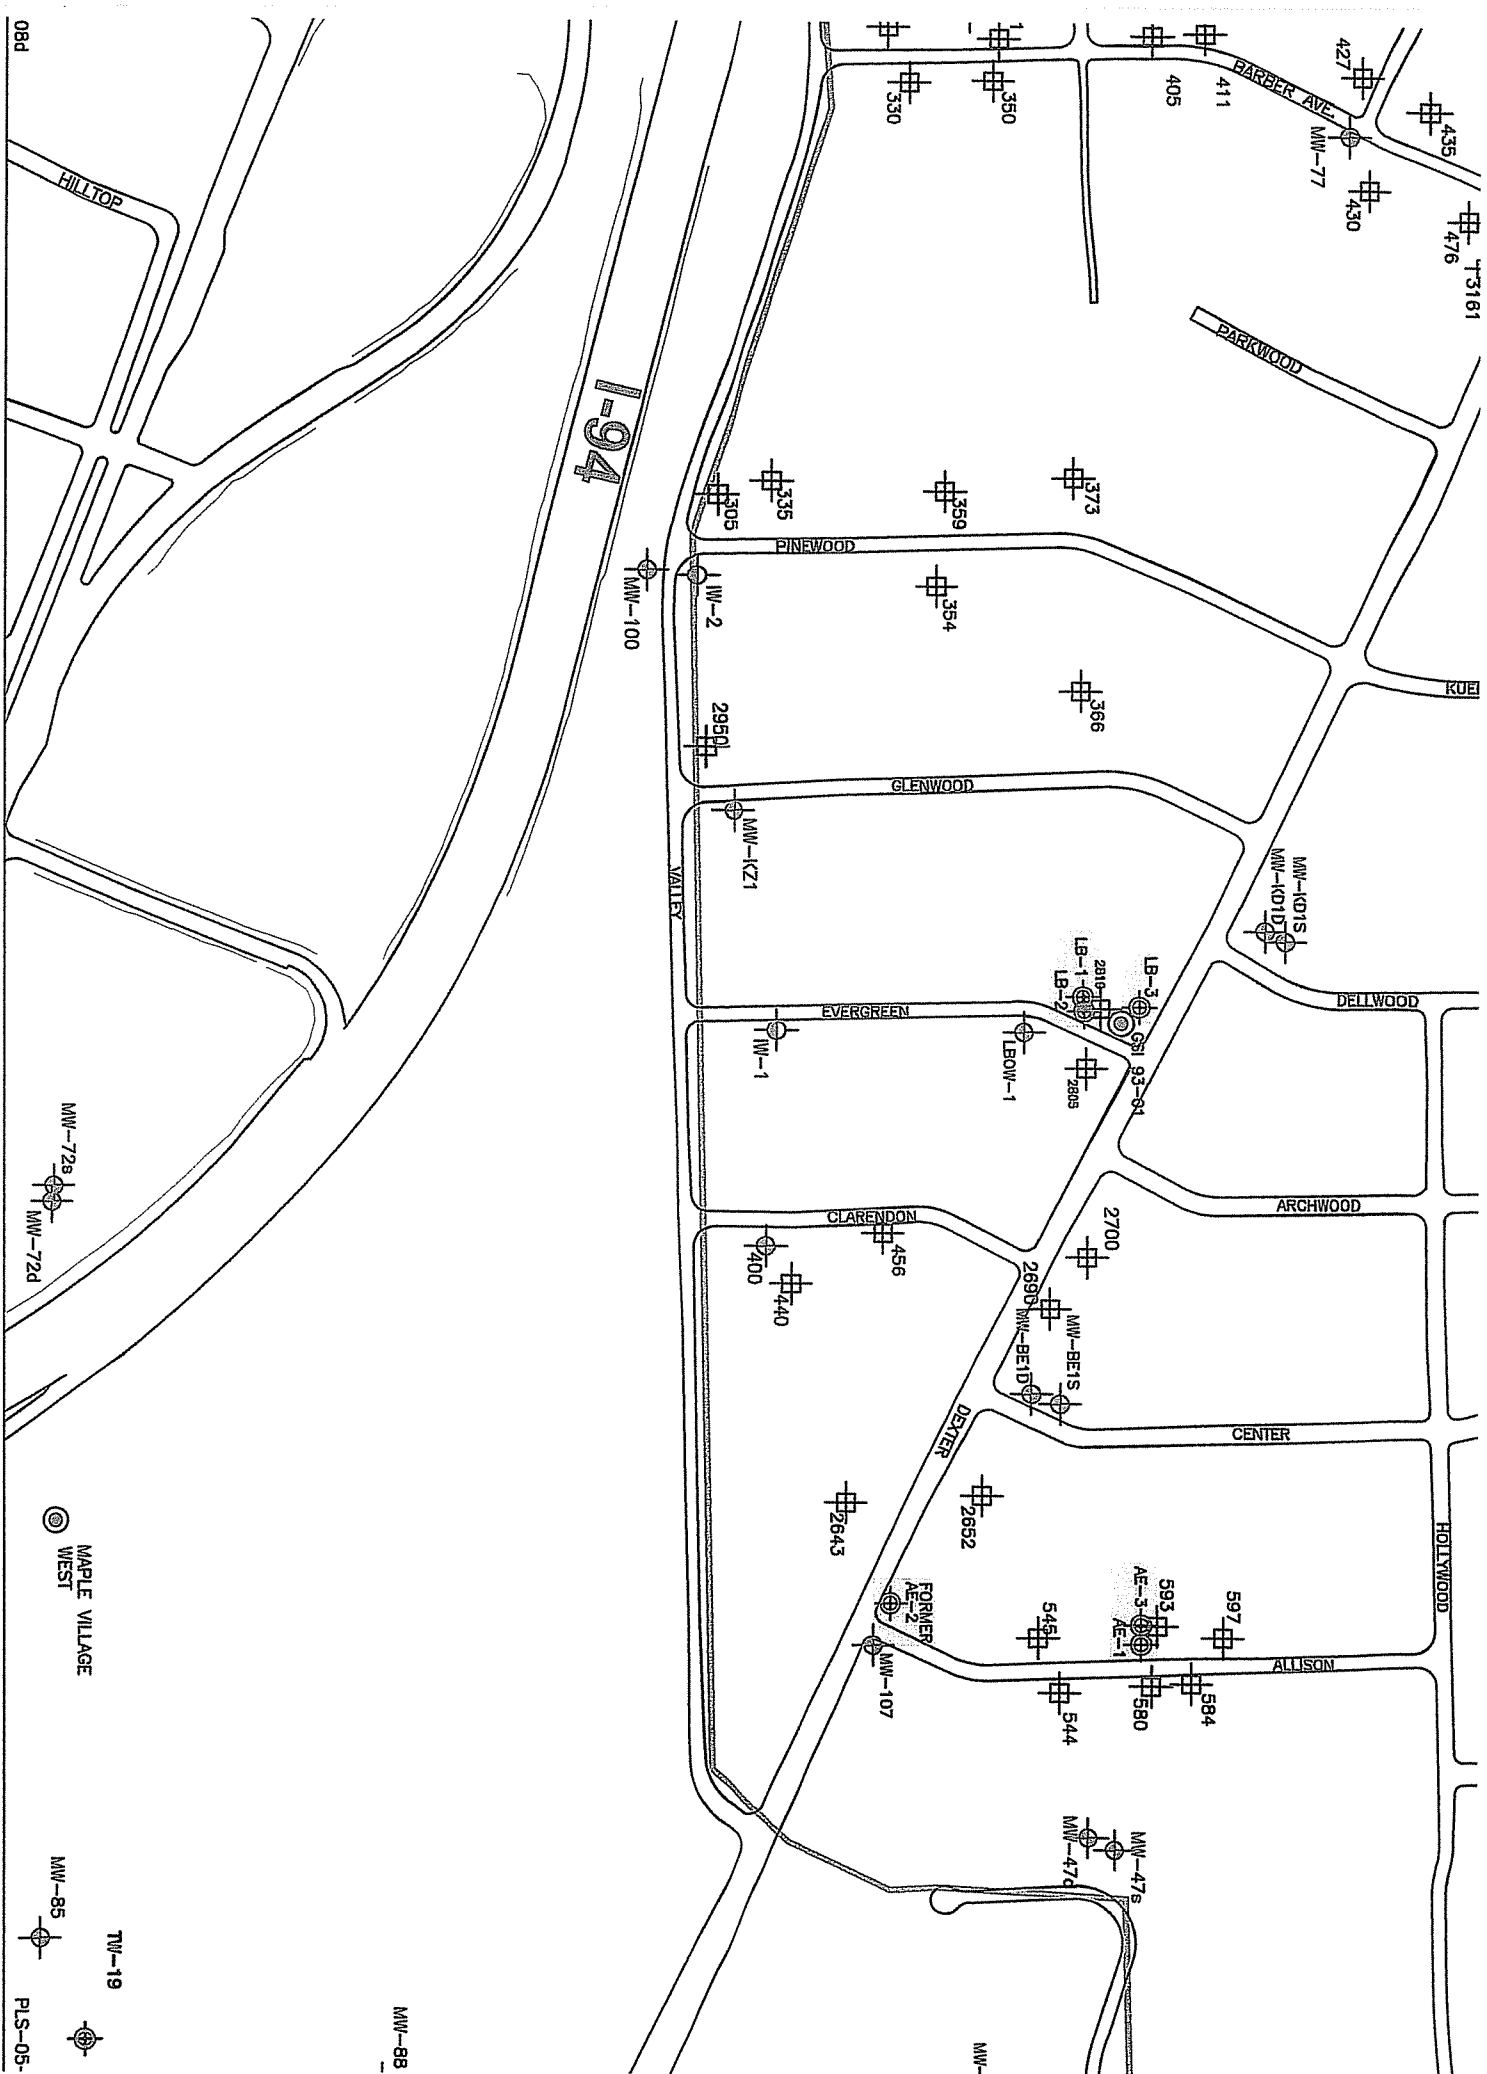 T3161
476
435
427
430
MW-77
BARBER AVE.
411
405
350
330
PARKWOOD
HILLTOP
08d
I-94
373
359
335
305
PINEWOOD
354
IW-2
MW-100
366
2950
GLENWOOD
MW-KZ1
VALLEY
MW-KD1S
MW-KD1D
DELLWOOD
LB-3
LB-1
2819
LB-2
GSI 93-01
EVERGREEN
IW-1
LBOW-1
2805
ARCHWOOD
CLARENDON
2700
456
400
440
2690
MW-BE1S
MW-BE1D
MW-72s
MW-72d
DEXTER
CENTER
2652
2643
HOLLYWOOD
MAPLE VILLAGE
WEST
FORMER
AE-2
AE-3
593
AE-1
597
545
ALLISON
MW-107
544
580
584
MW-47s
MW-47d
MW-85
TW-19
PLS-05-
MW-88
MW-